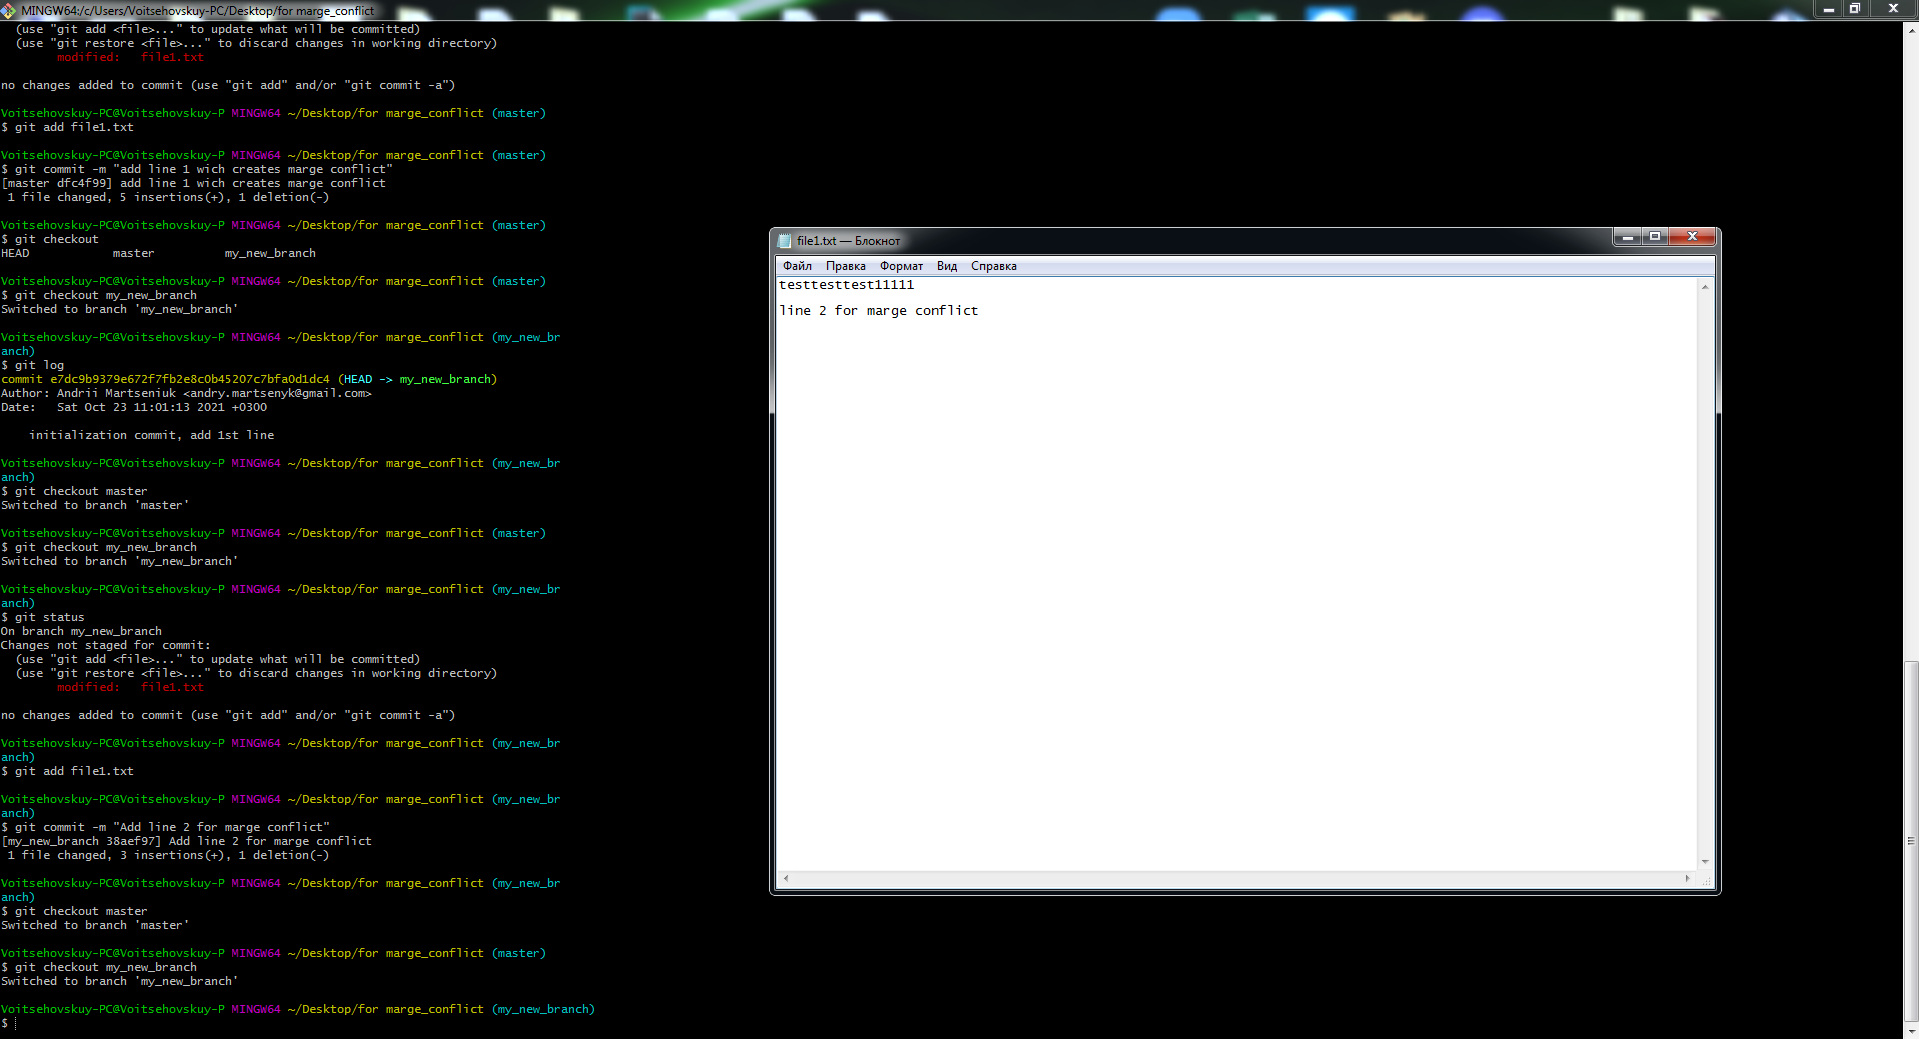 MINGW64:/c/Users/Voitsehovskuy-PC/Desktop/for marge_conflict
(use "git add <file>..." to update what will be committed)
(use "git restore <file>..." to discard changes in working directory)
modified:   file1.txt
no changes added to commit (use "git add" and/or "git commit -a")
Voitsehovskuy-PC@Voitsehovskuy-P MINGW64 ~/Desktop/for marge_conflict (master)
$ git add file1.txt
Voitsehovskuy-PC@Voitsehovskuy-P MINGW64 ~/Desktop/for marge_conflict (master)
$ git commit -m "add line 1 wich creates marge conflict"
[master dfc4f99] add line 1 wich creates marge conflict
1 file changed, 5 insertions(+), 1 deletion(-)
Voitsehovskuy-PC@Voitsehovskuy-P MINGW64 ~/Desktop/for marge_conflict (master)
$ git checkout
HEAD            master          my_new_branch
Voitsehovskuy-PC@Voitsehovskuy-P MINGW64 ~/Desktop/for marge_conflict (master)
$ git checkout my_new_branch
Switched to branch 'my_new_branch'
Voitsehovskuy-PC@Voitsehovskuy-P MINGW64 ~/Desktop/for marge_conflict (my_new_br
anch)
$ git log
commit e7dc9b9379e672f7fb2e8c0b45207c7bfa0d1dc4 (HEAD -> my_new_branch)
Author: Andrii Martseniuk <andry.martsenyk@gmail.com>
Date:   Sat Oct 23 11:01:13 2021 +0300
initialization commit, add 1st line
Voitsehovskuy-PC@Voitsehovskuy-P MINGW64 ~/Desktop/for marge_conflict (my_new_br
anch)
$ git checkout master
Switched to branch 'master'
Voitsehovskuy-PC@Voitsehovskuy-P MINGW64 ~/Desktop/for marge_conflict (master)
$ git checkout my_new_branch
Switched to branch 'my_new_branch'
Voitsehovskuy-PC@Voitsehovskuy-P MINGW64 ~/Desktop/for marge_conflict (my_new_br
anch)
$ git status
On branch my_new_branch
Changes not staged for commit:
(use "git add <file>..." to update what will be committed)
(use "git restore <file>..." to discard changes in working directory)
modified:   file1.txt
no changes added to commit (use "git add" and/or "git commit -a")
Voitsehovskuy-PC@Voitsehovskuy-P MINGW64 ~/Desktop/for marge_conflict (my_new_br
anch)
$ git add file1.txt
Voitsehovskuy-PC@Voitsehovskuy-P MINGW64 ~/Desktop/for marge_conflict (my_new_br
anch)
$ git commit -m "Add line 2 for marge conflict"
[my_new_branch 38aef97] Add line 2 for marge conflict
1 file changed, 3 insertions(+), 1 deletion(-)
Voitsehovskuy-PC@Voitsehovskuy-P MINGW64 ~/Desktop/for marge_conflict (my_new_br
anch)
$ git checkout master
Switched to branch 'master'
Voitsehovskuy-PC@Voitsehovskuy-P MINGW64 ~/Desktop/for marge_conflict (master)
$ git checkout my_new_branch
Switched to branch 'my_new_branch'
Voitsehovskuy-PC@Voitsehovskuy-P MINGW64 ~/Desktop/for marge_conflict (my_new_branch)
$
file1.txt — Блокнот
Файл Правка Формат Вид Справка
testtesttest11111
line 2 for marge conflict